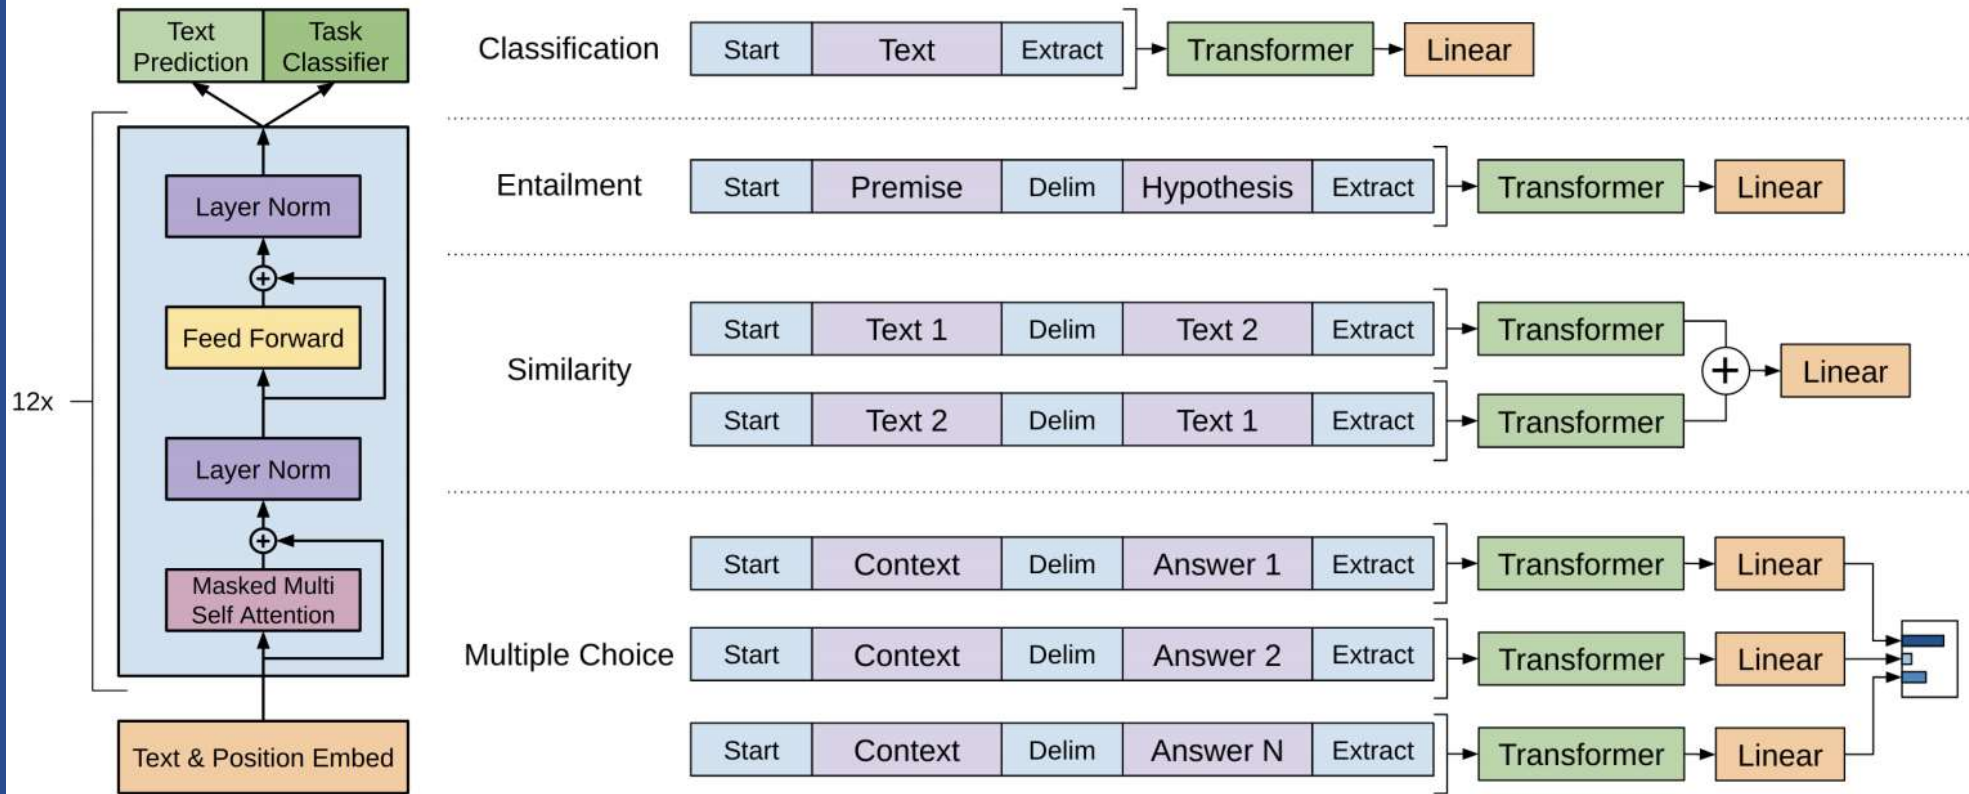 Text
Prediction
Task
Classifier
Layer Norm
Feed Forward
12x
Layer Norm
Masked Multi
Self Attention
Text & Position Embed
Classification Start Text Extract Transformer Linear
Entailment Start Premise Delim Hypothesis Extract Transformer Linear
Similarity
Start Text 1 Delim Text 2 Extract Transformer
+ Linear
Start Text 2 Delim Text 1 Extract Transformer
Multiple Choice
Start Context Delim Answer 1 Extract Transformer Linear
Start Context Delim Answer 2 Extract Transformer Linear
Start Context Delim Answer N Extract Transformer Linear